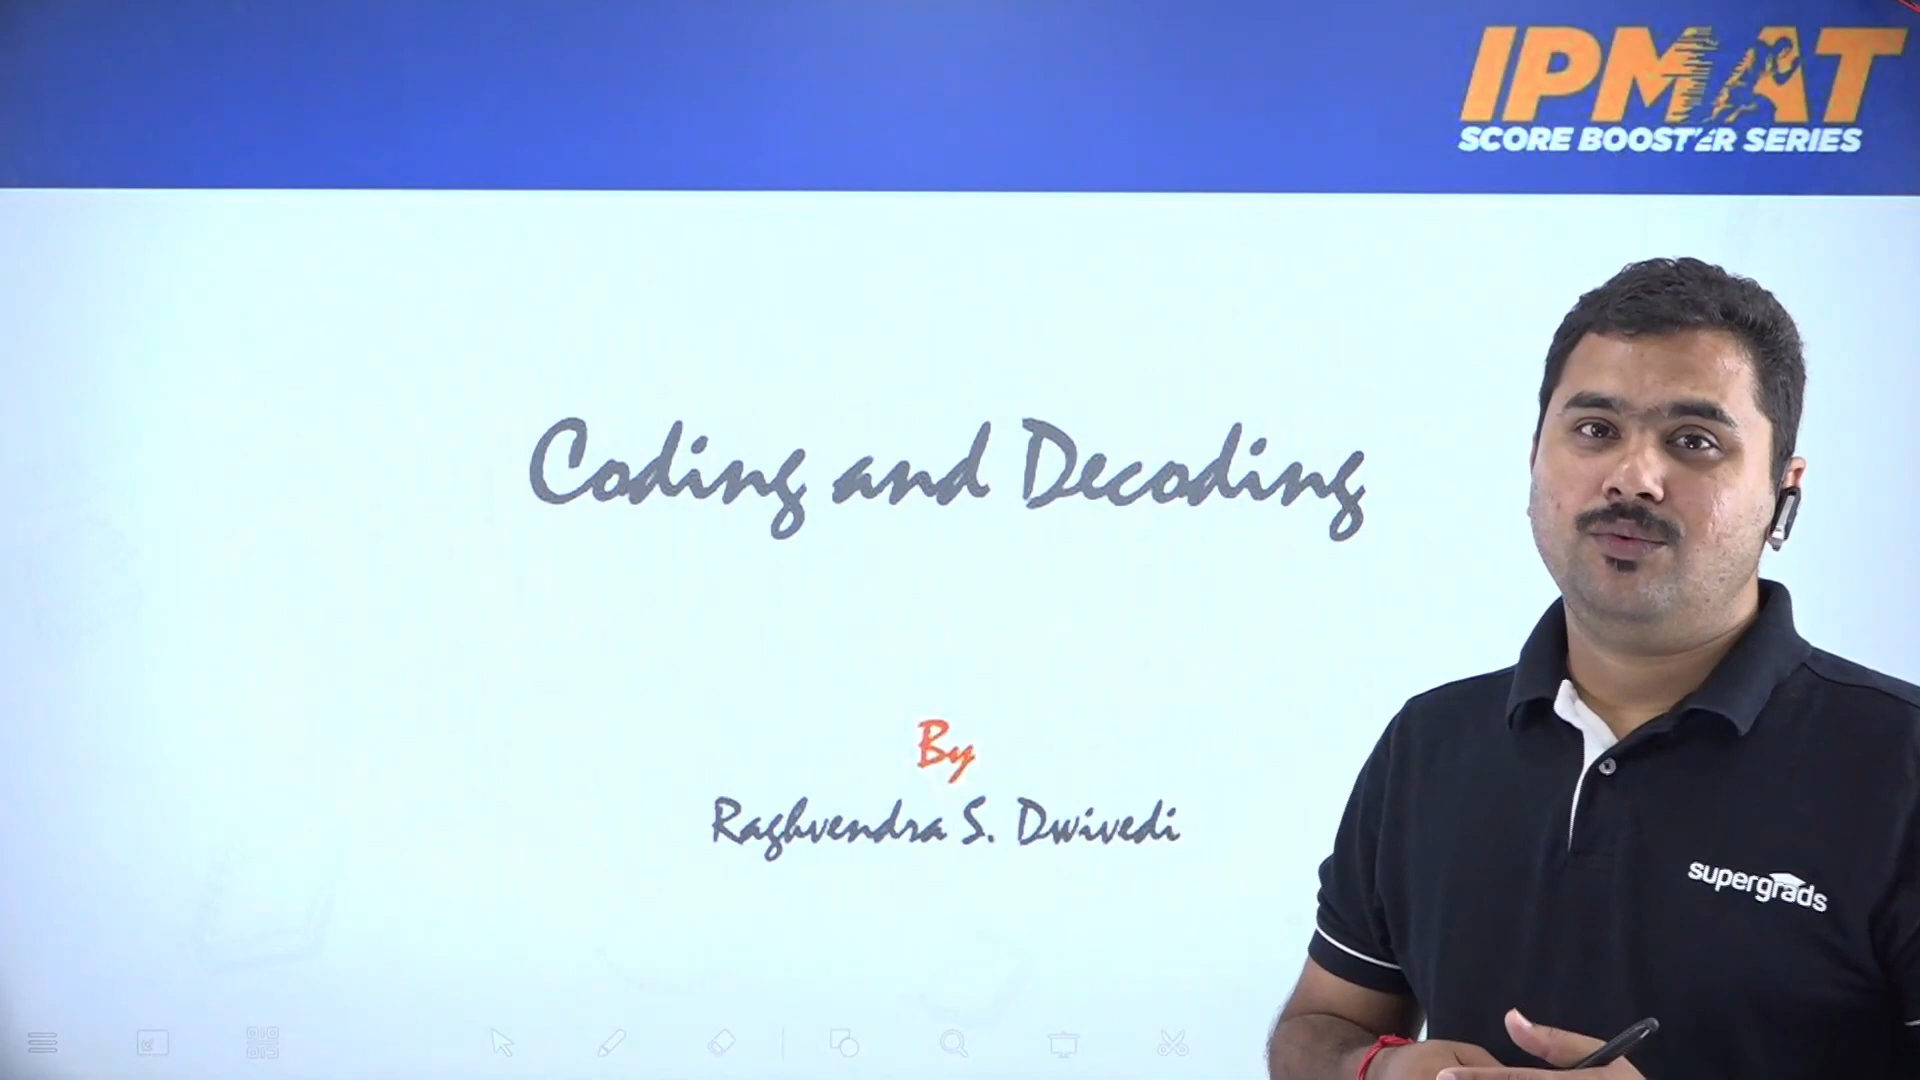 IPMAT
SCORE BOOSTER SERIES
Coding and Decoding
By
Raghvendra S. Dwivedi
supergrads